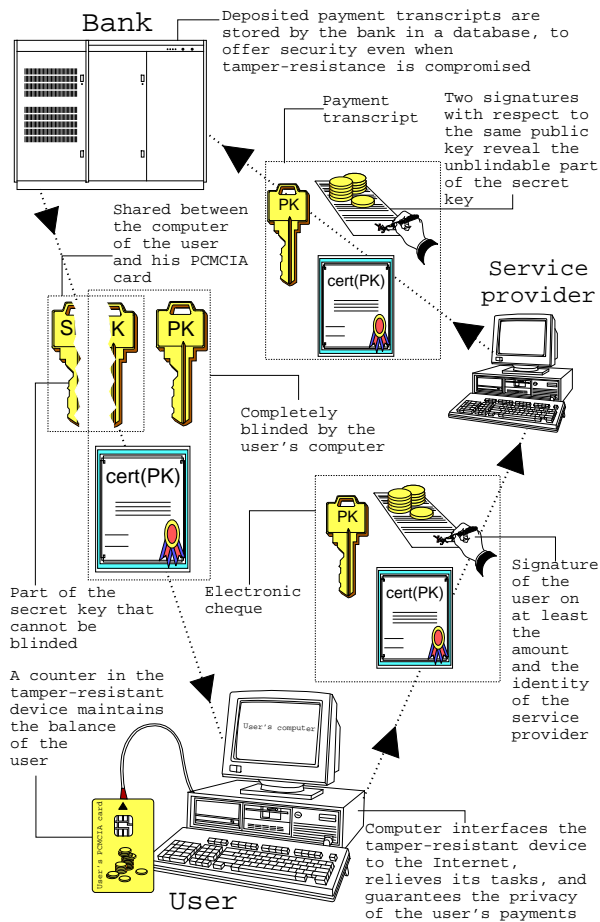 Bank
Deposited payment transcripts are
stored by the bank in a database, to
offer security even when
tamper-resistance is compromised
Payment
transcript
Two signatures
with respect to
the same public
key reveal the
unblindable part
of the secret
key
PK
cert(PK)
Shared between
the computer
of the user
and his PCMCIA
card
Service
provider
S
K
PK
Completely
blinded by the
user's computer
cert(PK)
PK
cert(PK)
Part of the
secret key that
cannot be
blinded
Electronic
cheque
Signature
of the
user on
at least
the
amount
and the
identity
of the
service
provider
A counter in the
tamper-resistant
device maintains
the balance
of the
user
User's computer
User's PCMCIA card
User
Computer interfaces the
tamper-resistant device
to the Internet,
relieves its tasks, and
guarantees the privacy
of the user's payments